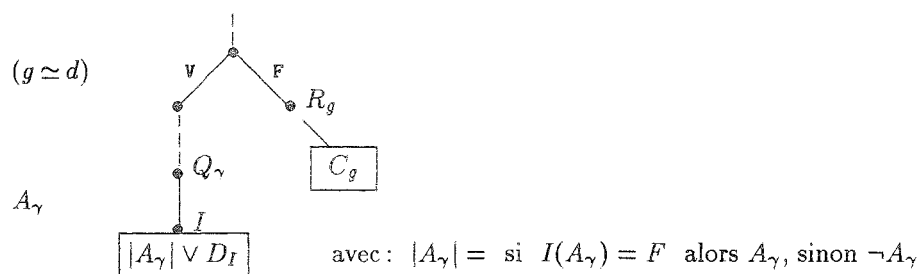 (g ≃ d)
V F
R_g
C_g
Q_γ
A_γ
I
|A_γ| ∨ D_I avec : |A_γ| = si I(A_γ) = F alors A_γ, sinon ¬A_γ